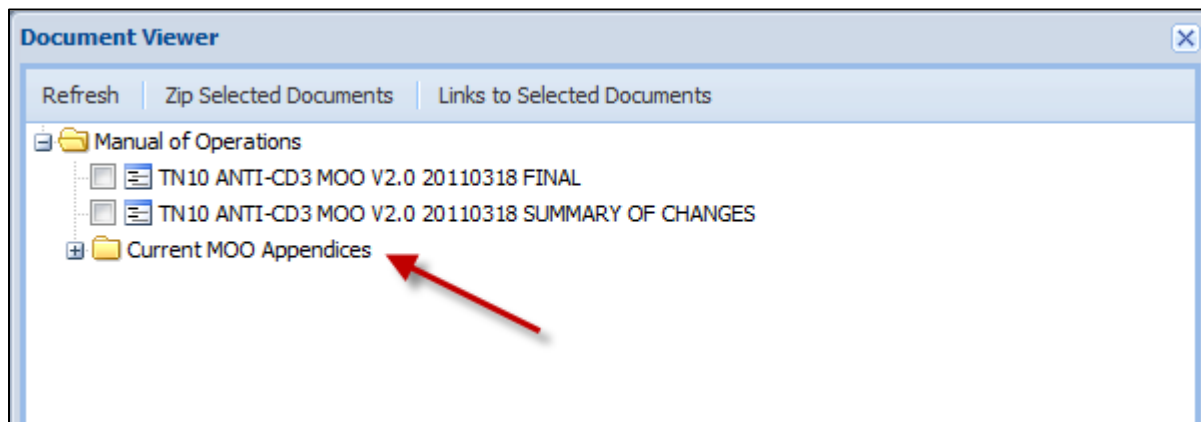 Document Viewer
Refresh Zip Selected Documents Links to Selected Documents
Manual of Operations
TN10 ANTI-CD3 MOO V2.0 20110318 FINAL
TN10 ANTI-CD3 MOO V2.0 20110318 SUMMARY OF CHANGES
Current MOO Appendices